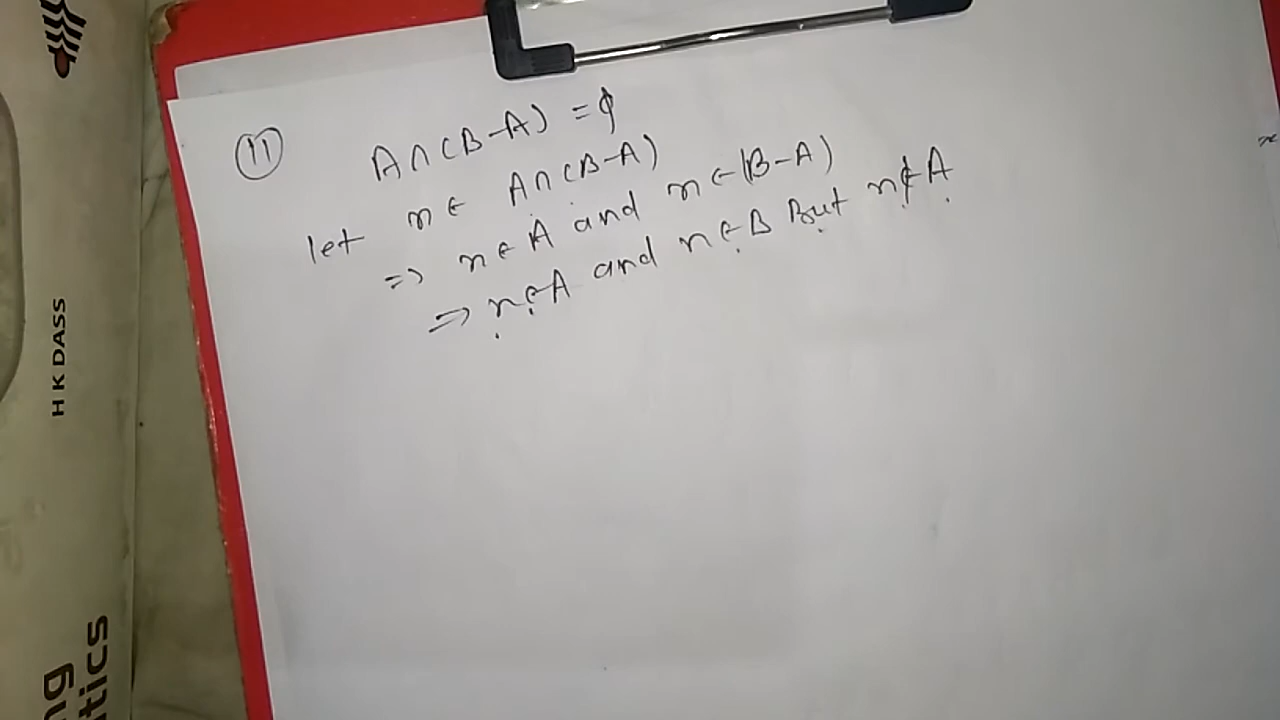 (11) A∩(B-A) = ϕ
let x ∈ A∩(B-A)
=> x ∈ A and x ∈ (B-A)
=> x ∈ A and x ∈ B But x ∉ A
H K DASS
ng
tics